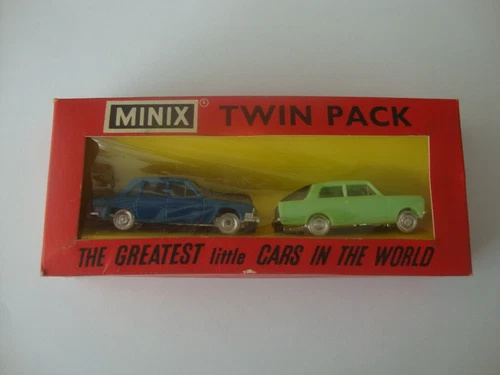 MINIX® TWIN PACK
THE GREATEST little CARS IN THE WORLD